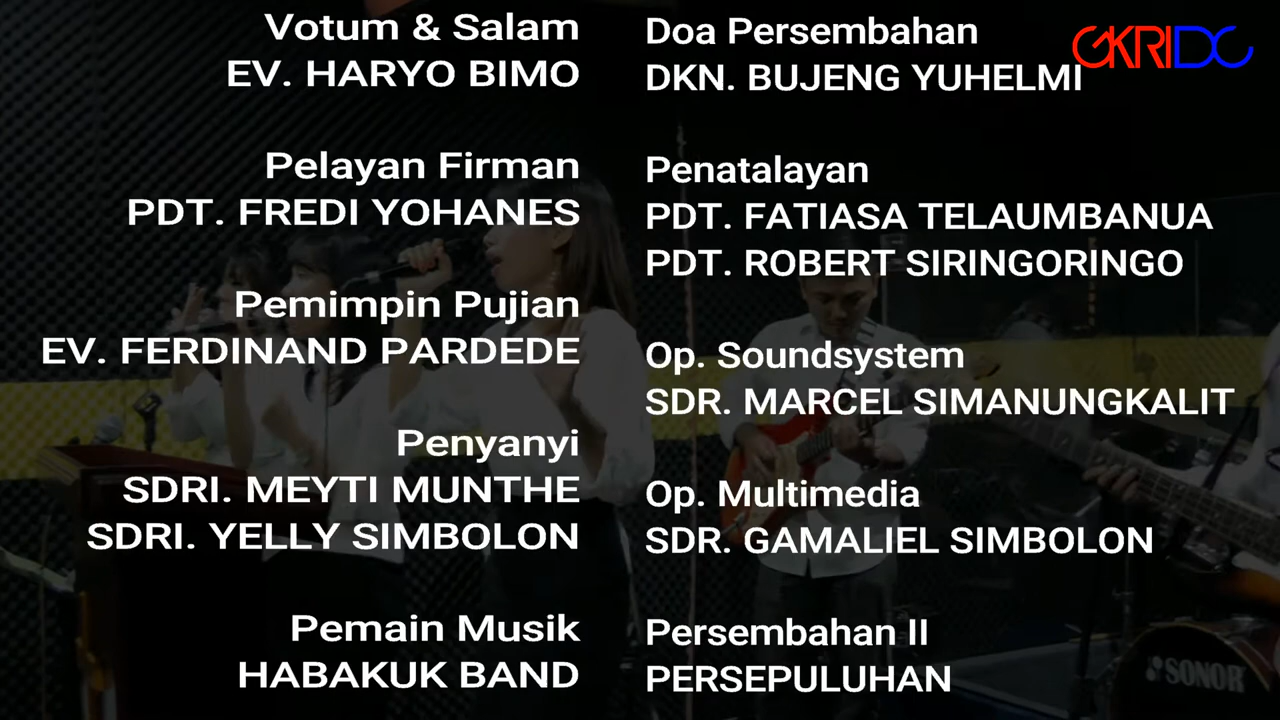 Votum & Salam
EV. HARYO BIMO
Pelayan Firman
PDT. FREDI YOHANES
Pemimpin Pujian
EV. FERDINAND PARDEDE
Penyanyi
SDRI. MEYTI MUNTHE
SDRI. YELLY SIMBOLON
Pemain Musik
HABAKUK BAND
Doa Persembahan
DKN. BUJENG YUHELMI
Penatalayan
PDT. FATIASA TELAUMBANUA
PDT. ROBERT SIRINGORINGO
Op. Soundsystem
SDR. MARCEL SIMANUNGKALIT
Op. Multimedia
SDR. GAMALIEL SIMBOLON
Persembahan II
PERSEPULUHAN
GKRIDC
SONOR